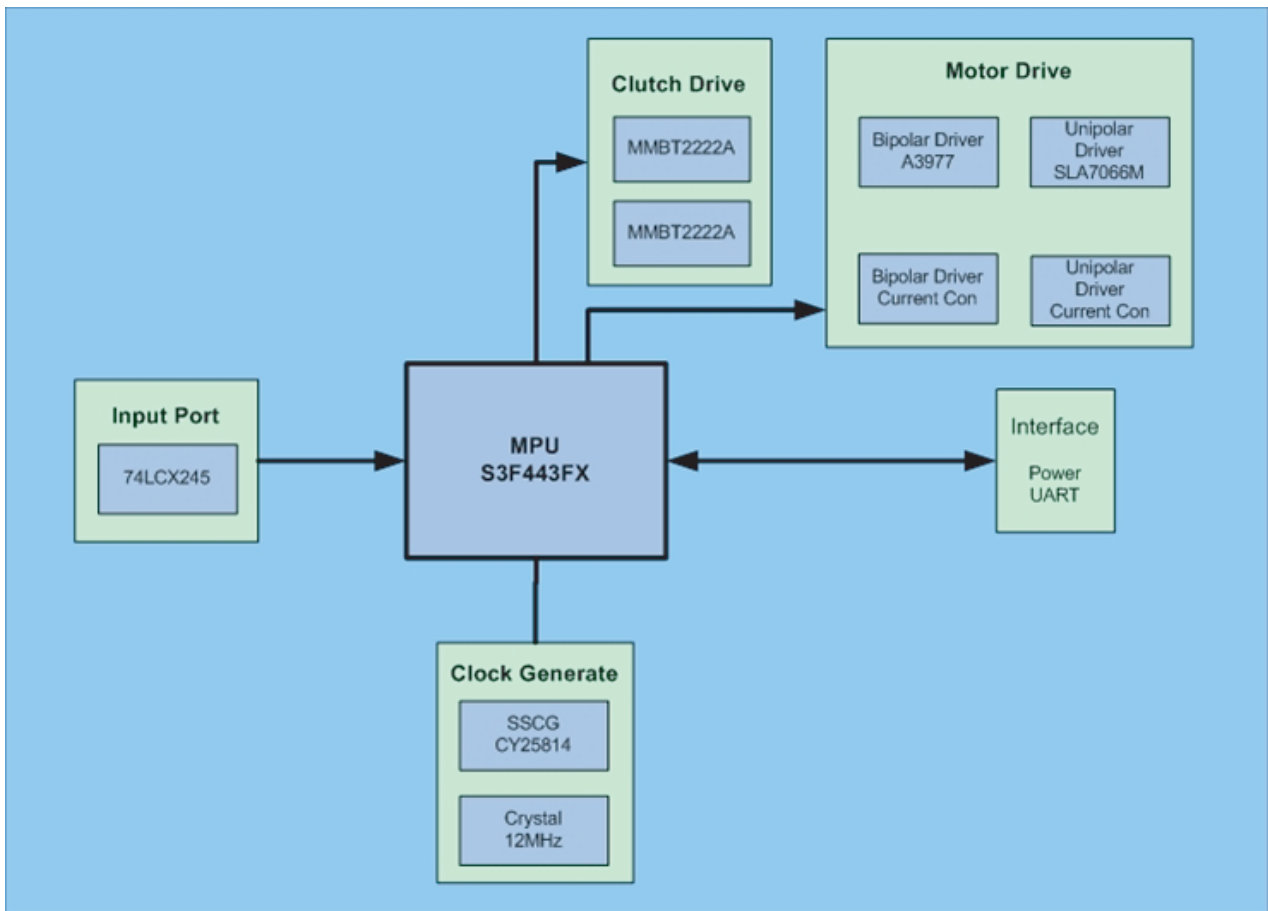 Clutch Drive
MMBT2222A
MMBT2222A
Motor Drive
Bipolar Driver
A3977
Unipolar
Driver
SLA7066M
Bipolar Driver
Current Con
Unipolar
Driver
Current Con
Input Port
74LCX245
MPU
S3F443FX
Interface
Power
UART
Clock Generate
SSCG
CY25814
Crystal
12MHz